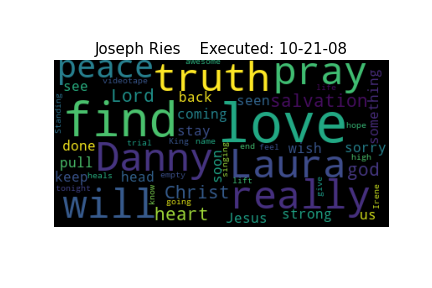 Joseph Ries    Executed: 10-21-08
peace awesome truth pray
videotape
see Lord back seen salvation life something
Standing find coming love hope
done trial King name stay wish sorry
Danny soon singing end feel Laura high god
pull
keep heals head lift give
tonight know empty Christ really Irene
will going heart Jesus strong us